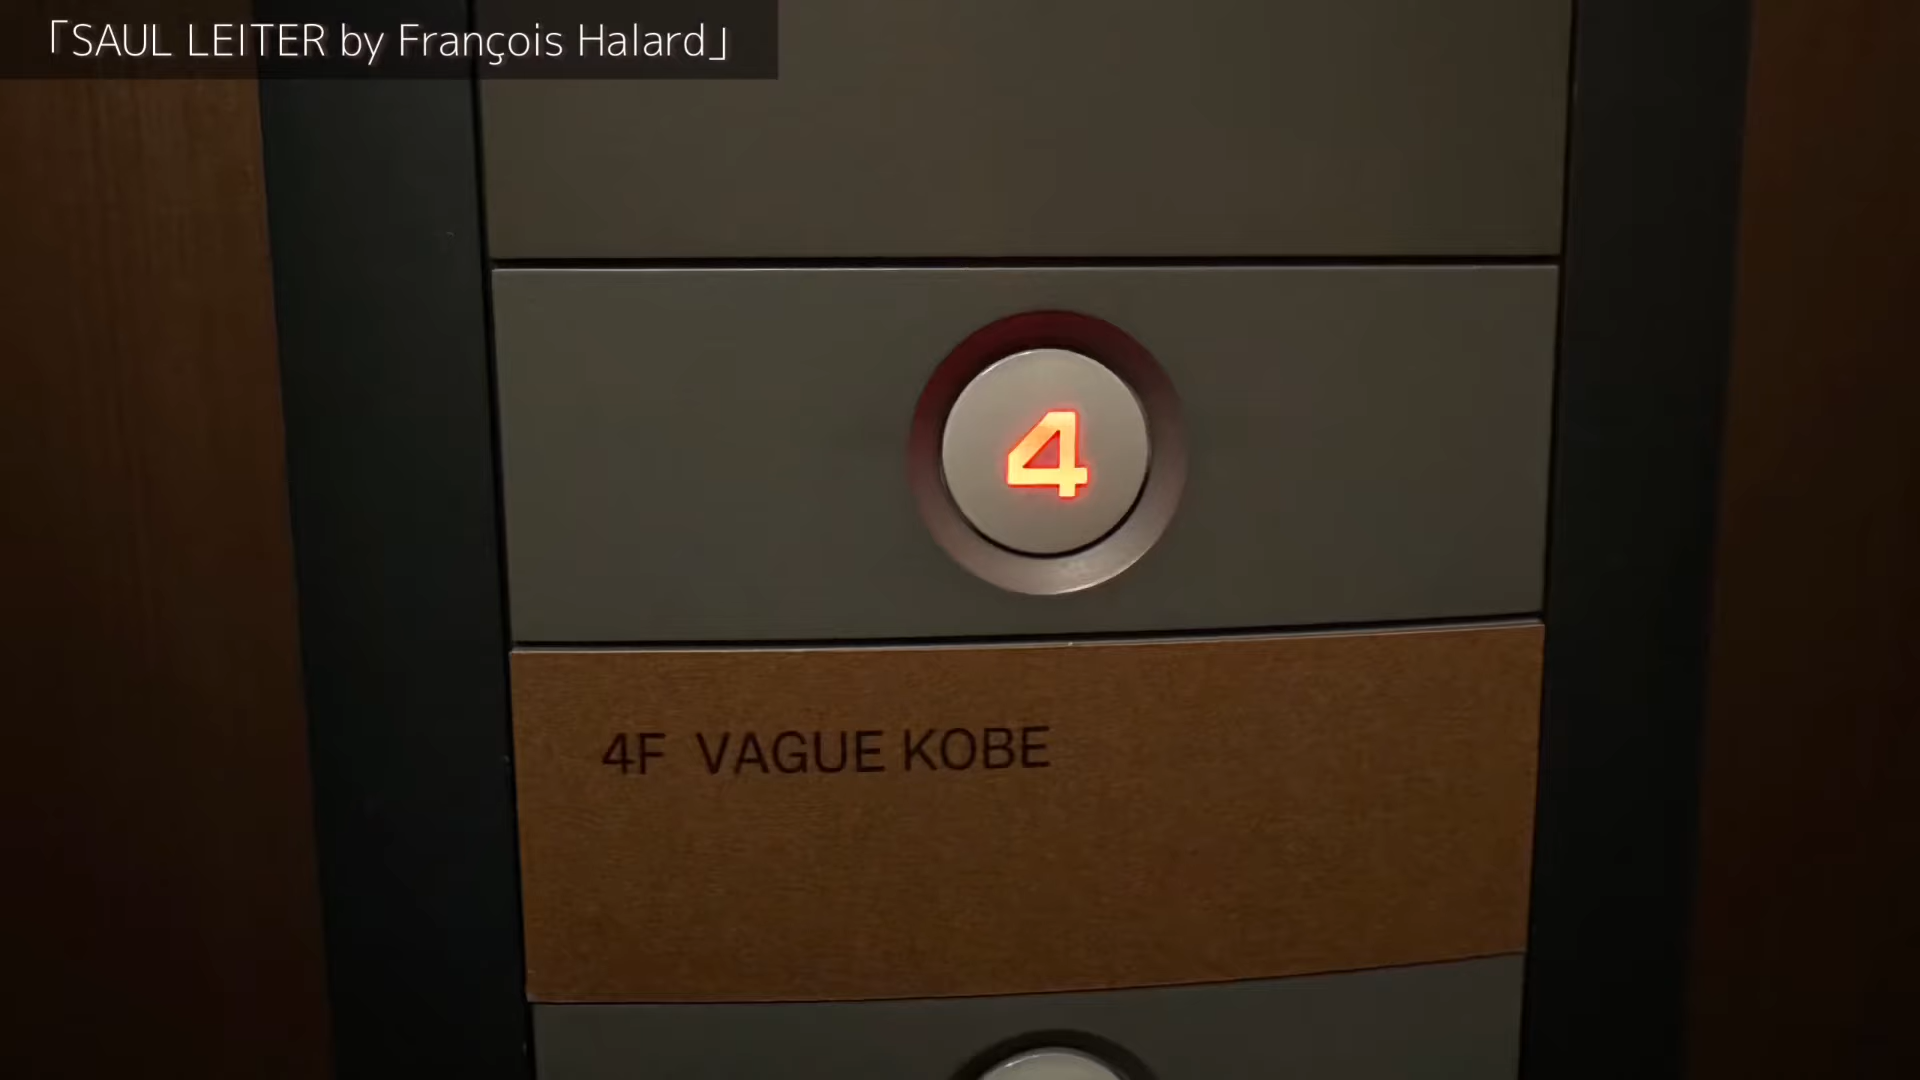 「SAUL LEITER by François Halard」
4
4F VAGUE KOBE